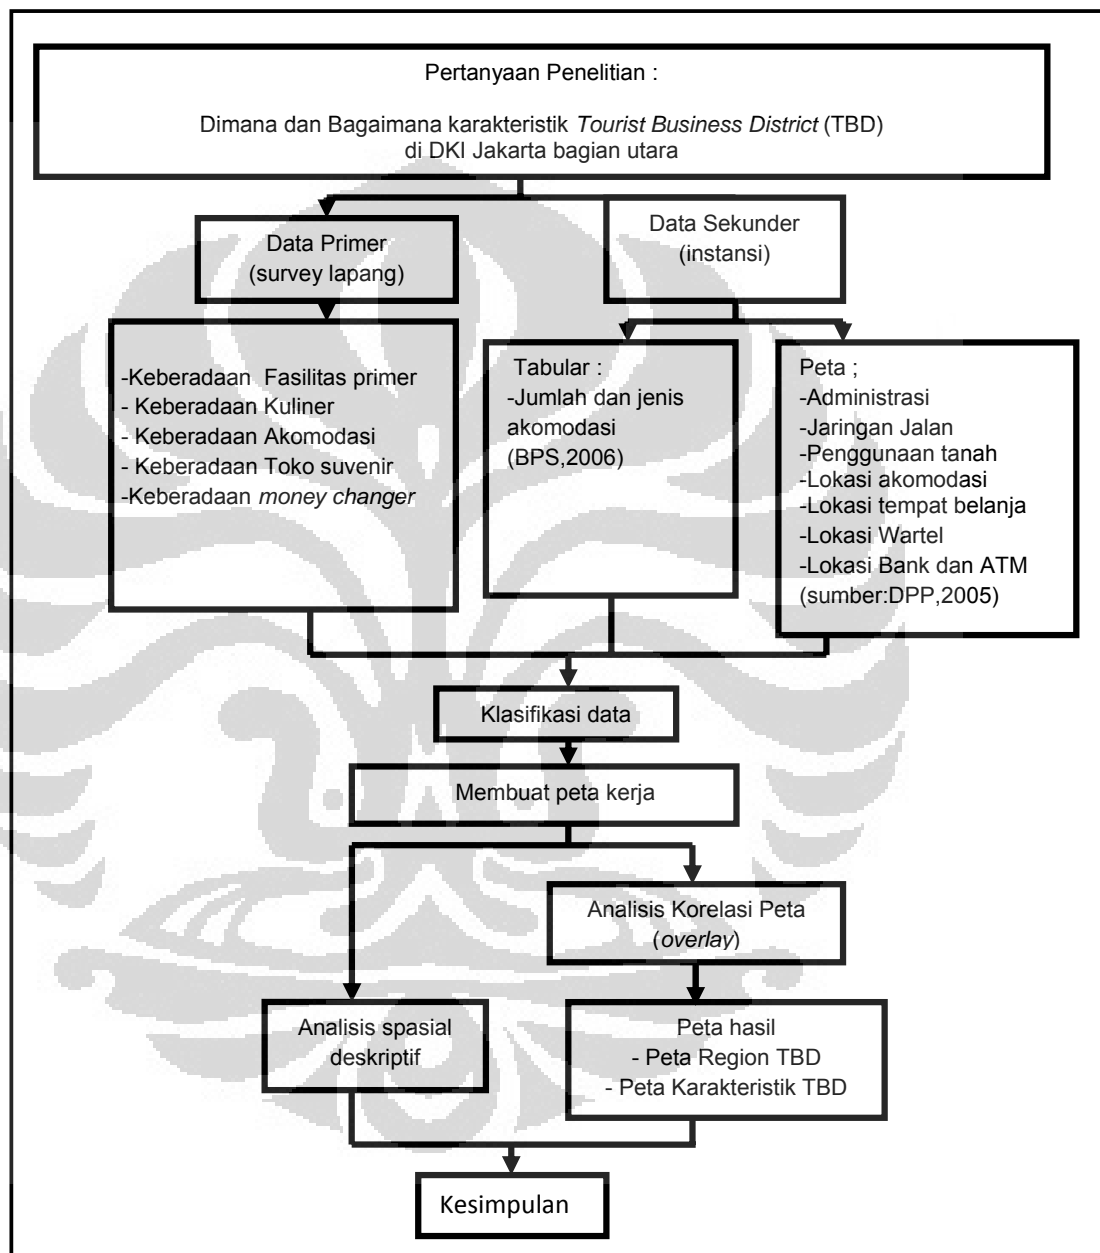 Pertanyaan Penelitian :
Dimana dan Bagaimana karakteristik Tourist Business District (TBD)
di DKI Jakarta bagian utara
Data Primer
(survey lapang)
Data Sekunder
(instansi)
-Keberadaan Fasilitas primer
- Keberadaan Kuliner
- Keberadaan Akomodasi
- Keberadaan Toko suvenir
-Keberadaan money changer
Tabular :
-Jumlah dan jenis
akomodasi
(BPS,2006)
Peta ;
-Administrasi
-Jaringan Jalan
-Penggunaan tanah
-Lokasi akomodasi
-Lokasi tempat belanja
-Lokasi Wartel
-Lokasi Bank dan ATM
(sumber:DPP,2005)
Klasifikasi data
Membuat peta kerja
Analisis Korelasi Peta
(overlay)
Analisis spasial
deskriptif
Peta hasil
- Peta Region TBD
- Peta Karakteristik TBD
Kesimpulan